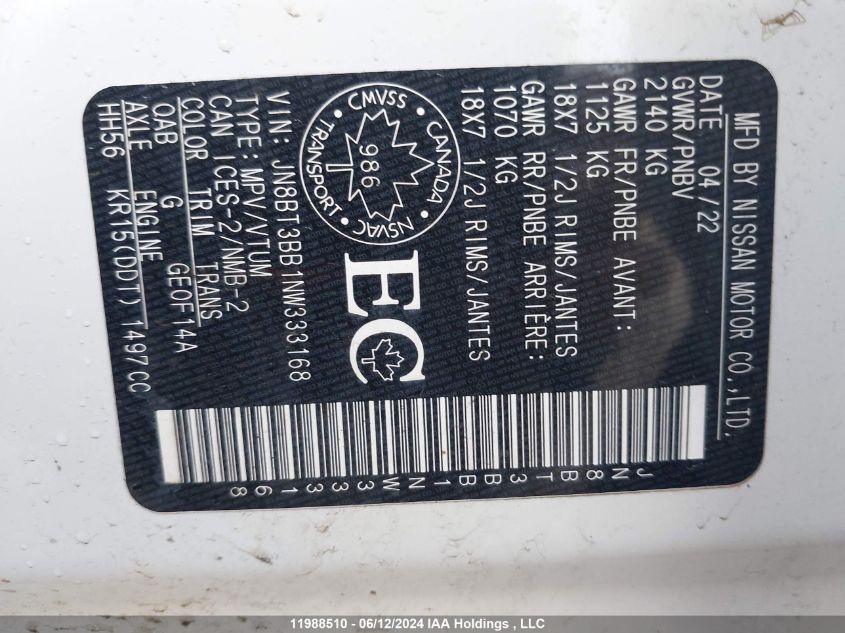 MFD BY NISSAN MOTOR CO.,LTD.
DATE 04/22
GVWR/PNBV
2140 KG
GAWR FR/PNBE AVANT:
1125 KG
18X7 1/2J RIMS/JANTES
GAWR RR/PNBE ARRIÈRE:
1070 KG
18X7 1/2J RIMS/JANTES
CMVSS • CANADA • NSVAC • TRANSPORT •
986
EC
VIN: JN8BT3BB1NW333168
TYPE:MPV/VTUM
CAN ICES-2/NMB-2
COLOR TRIM TRANS
QAB G GE0F14A
AXLE ENGINE
HH56 KR15(DDT) 1497CC
JN8BT3BB1NW333168
11988510 - 06/12/2024 IAA Holdings , LLC